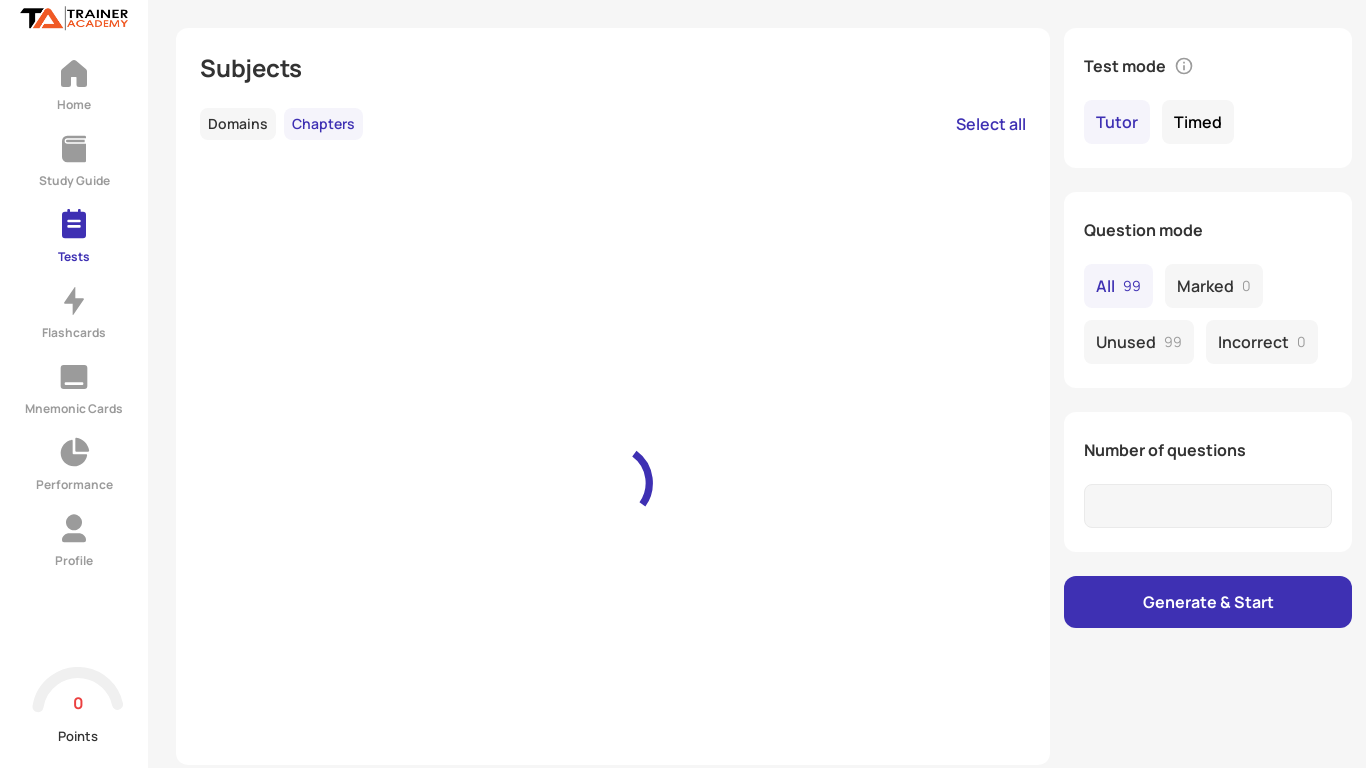 TRAINER
ACADEMY
Home
Study Guide
Tests
Flashcards
Mnemonic Cards
Performance
Profile
0
Points
Subjects
Domains Chapters Select all
Test mode
Tutor Timed
Question mode
All 99 Marked 0
Unused 99 Incorrect 0
Number of questions
Generate & Start